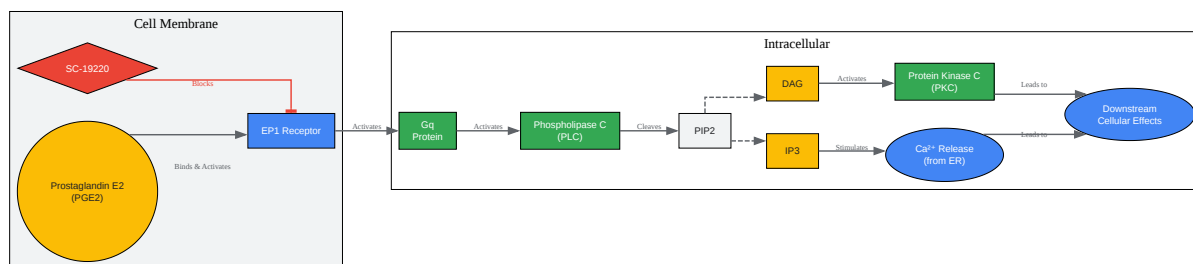 Cell Membrane
SC-19220
Blocks
EP1 Receptor
Binds & Activates
Prostaglandin E2
(PGE2)
Activates
Intracellular
Gq
Protein
Activates
Phospholipase C
(PLC)
Cleaves
PIP2
DAG
Activates
Protein Kinase C
(PKC)
Leads to
IP3
Stimulates
Ca²⁺ Release
(from ER)
Leads to
Downstream
Cellular Effects